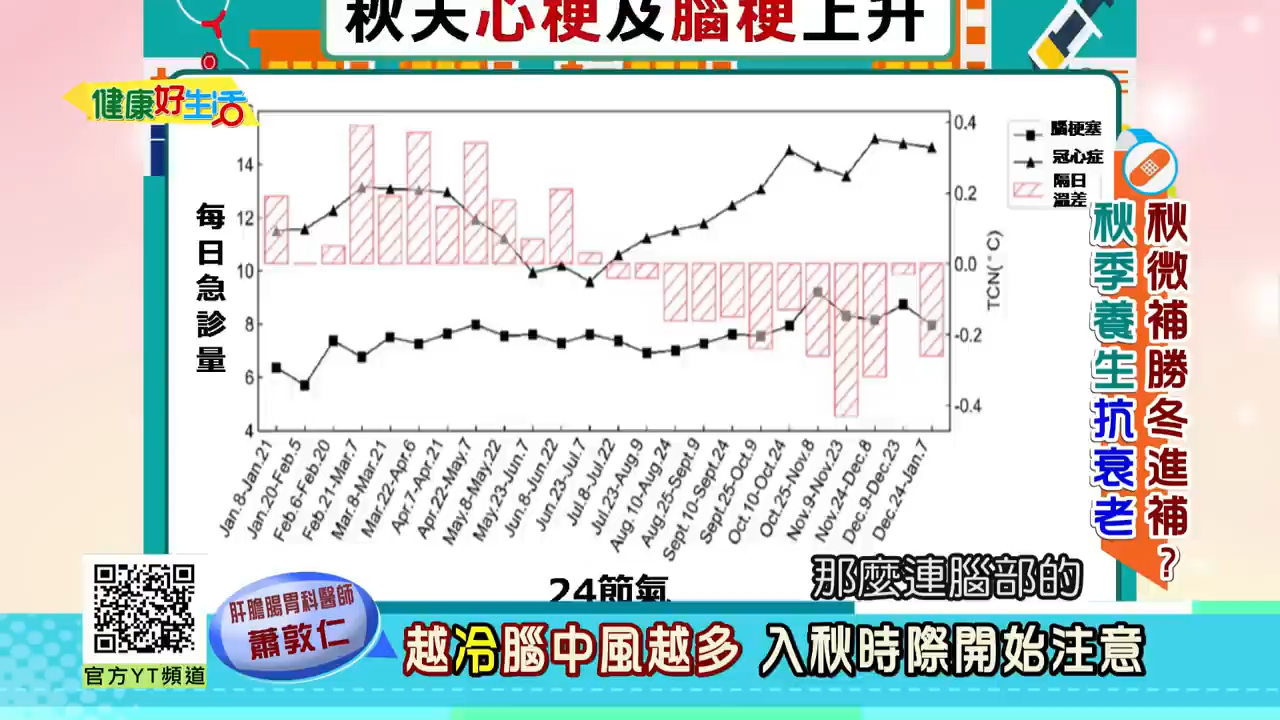 秋天心梗及腦梗上升
健康好生活
14
12
10
8
6
4
每日急診量
0.4
0.2
0.0
-0.2
-0.4
TCN(°C)
腦梗塞
冠心症
隔日
溫差
Jan.8-Jan.21
Jan.20-Feb.5
Feb.6-Feb.20
Feb.21-Mar.7
Mar.8-Mar.21
Mar.22-Apr.6
Apr.7-Apr.21
Apr.22-May.7
May.8-May.22
May.23-Jun.7
Jun.8-Jun.22
Jun.23-Jul.7
Jul.8-Jul.22
Jul.23-Aug.9
Aug.10-Aug.24
Aug.25-Sept.9
Sept.10-Sept.24
Sept.25-Oct.9
Oct.10-Oct.24
Oct.25-Nov.8
Nov.9-Nov.23
Nov.24-Dec.8
Dec.9-Dec.23
Dec.24-Jan.7
24節氣
秋微補勝冬進補?
秋季養生抗衰老
那麼連腦部的
官方YT頻道
肝膽腸胃科醫師
蕭敦仁
越冷腦中風越多 入秋時際開始注意